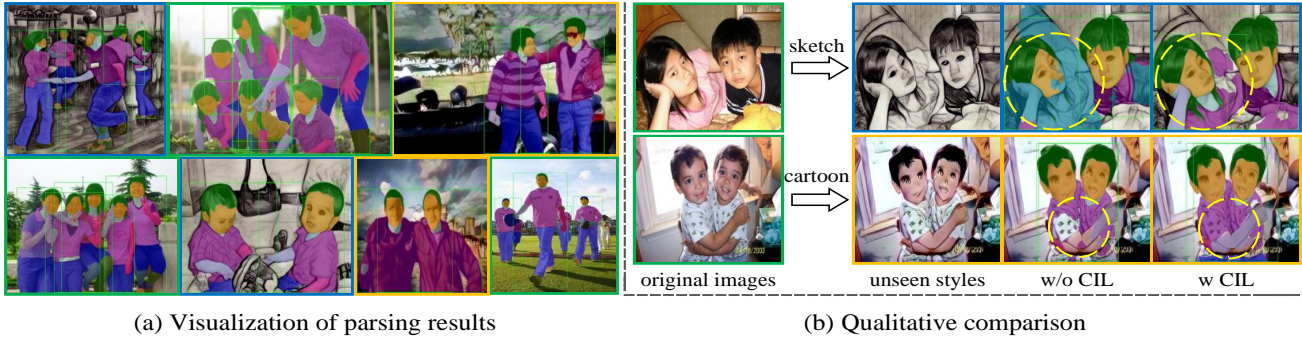 sketch
cartoon
original images
unseen styles
w/o CIL
w CIL
(a) Visualization of parsing results
(b) Qualitative comparison